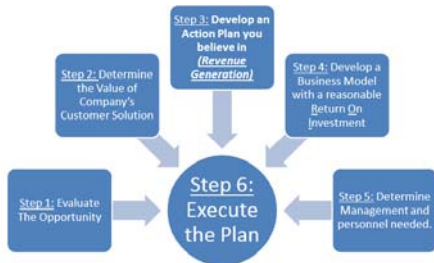 Step 1: Evaluate
The Opportunity
Step 2: Determine
the Value of
Company's
Customer Solution
Step 3: Develop an
Action Plan you
believe in
(Revenue
Generation)
Step 4: Develop a
Business Model
with a reasonable
Return On
Investment
Step 5: Determine
Management and
personnel needed.
Step 6:
Execute
the Plan